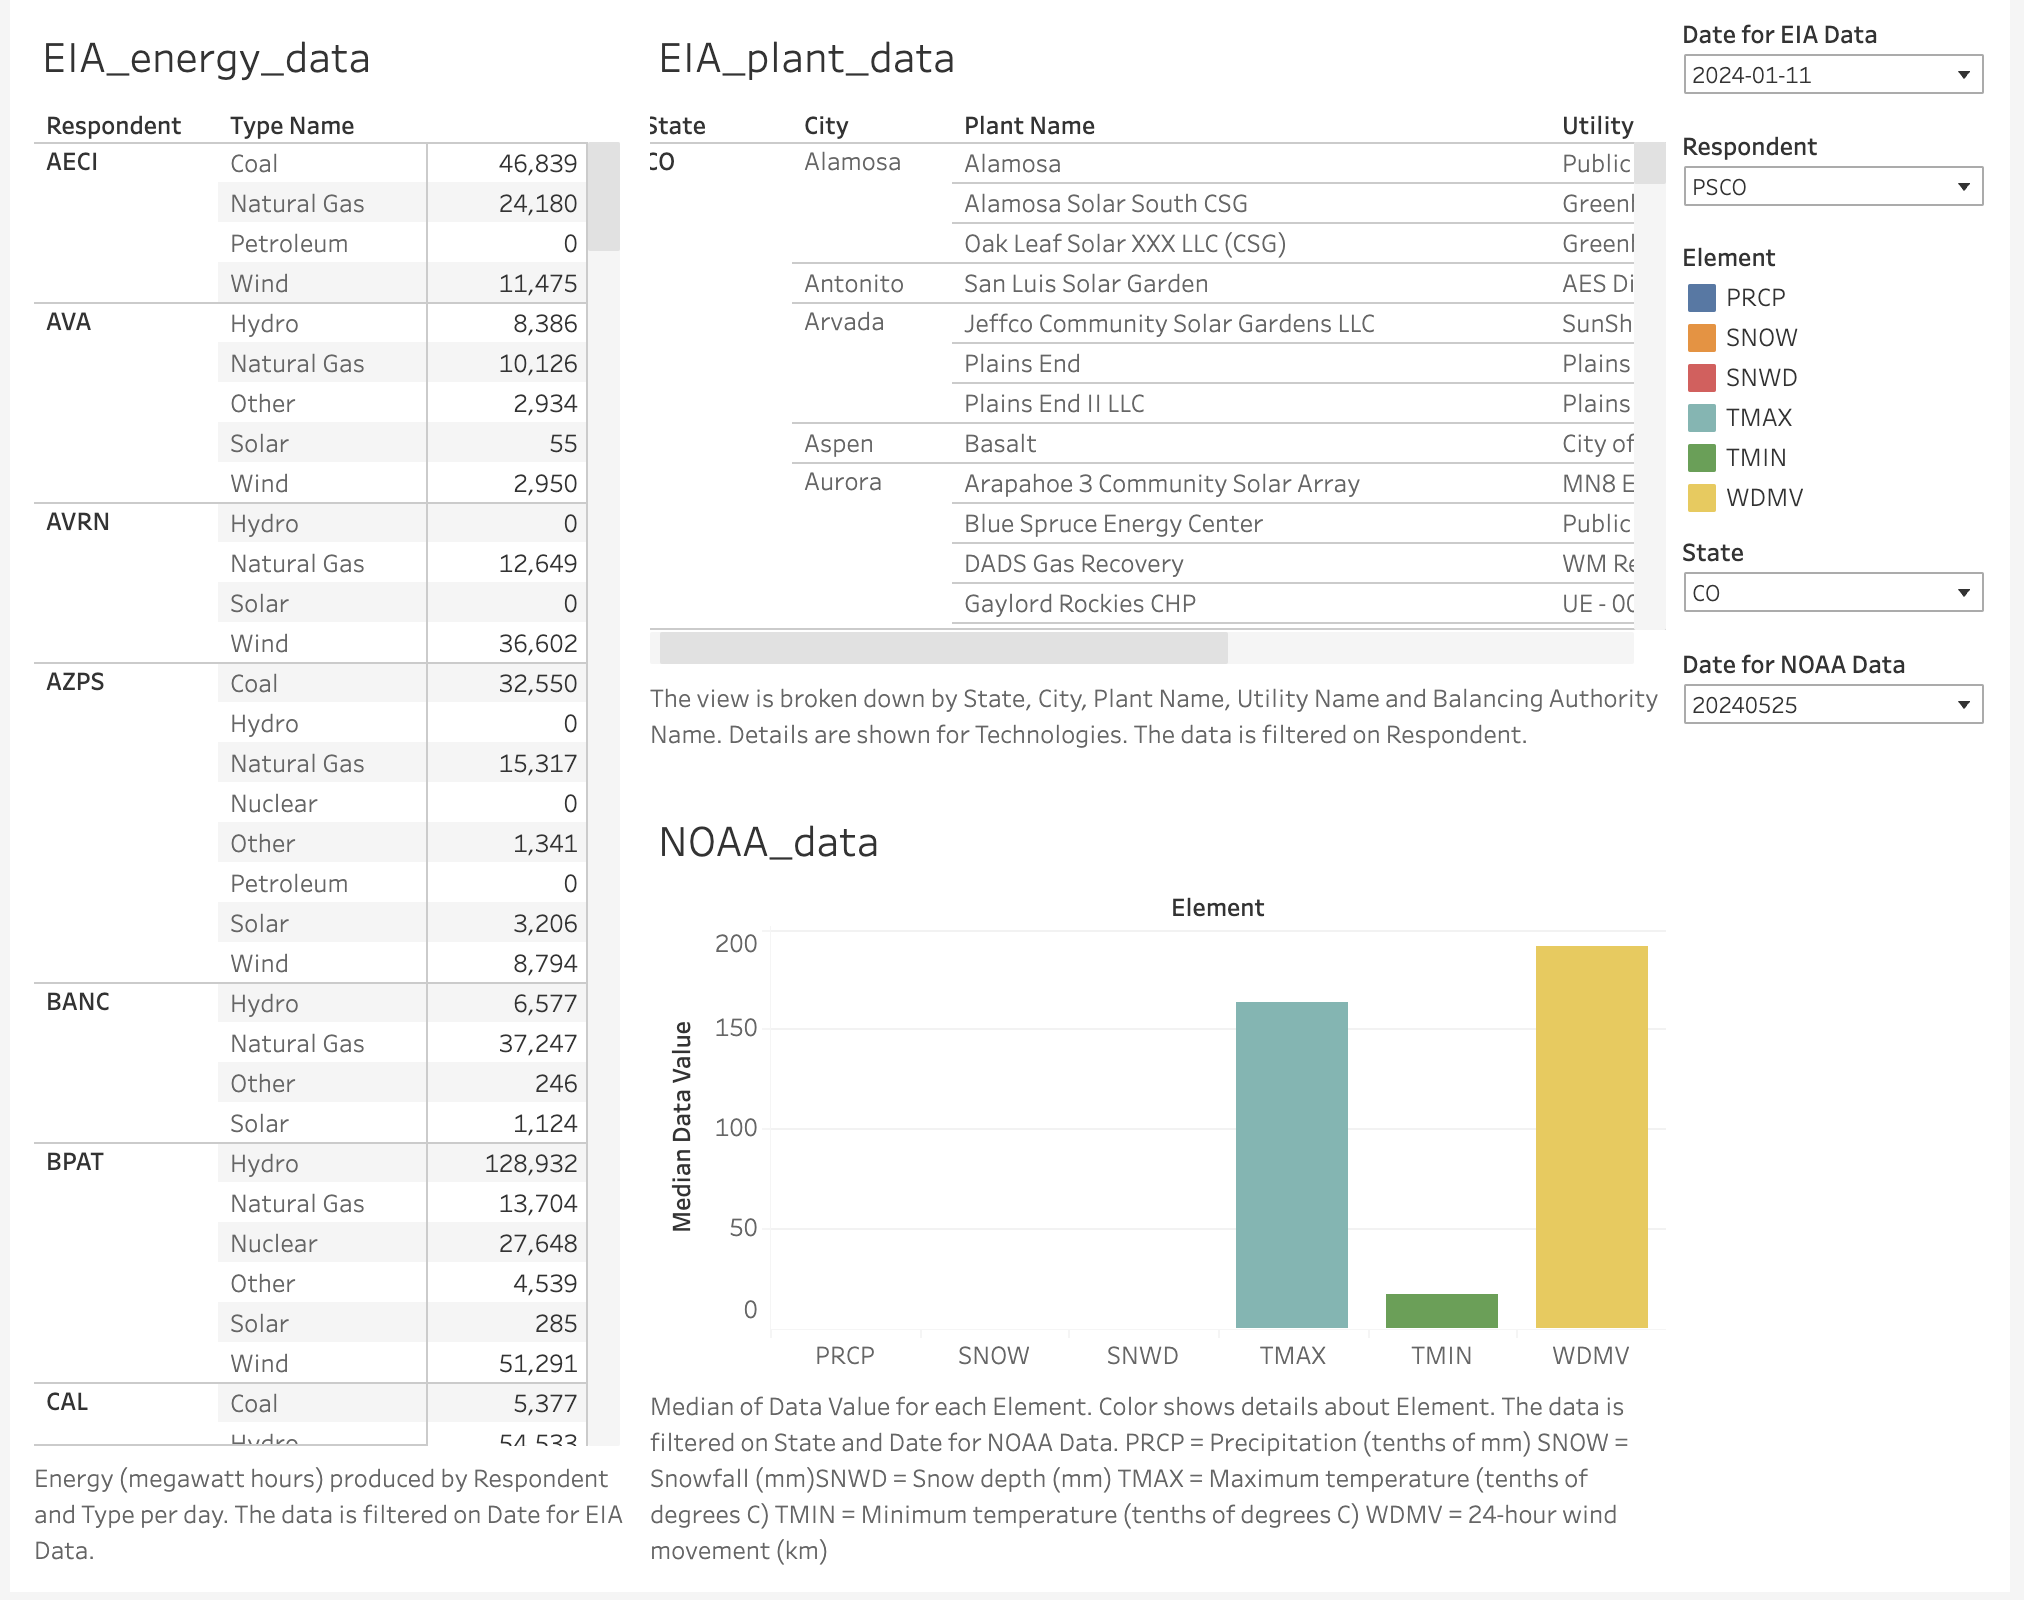 EIA_energy_data
Respondent Type Name
AECI Coal 46,839
Natural Gas 24,180
Petroleum 0
Wind 11,475
AVA Hydro 8,386
Natural Gas 10,126
Other 2,934
Solar 55
Wind 2,950
AVRN Hydro 0
Natural Gas 12,649
Solar 0
Wind 36,602
AZPS Coal 32,550
Hydro 0
Natural Gas 15,317
Nuclear 0
Other 1,341
Petroleum 0
Solar 3,206
Wind 8,794
BANC Hydro 6,577
Natural Gas 37,247
Other 246
Solar 1,124
BPAT Hydro 128,932
Natural Gas 13,704
Nuclear 27,648
Other 4,539
Solar 285
Wind 51,291
CAL Coal 5,377
Hydro 54,533
Energy (megawatt hours) produced by Respondent
and Type per day. The data is filtered on Date for EIA
Data.
EIA_plant_data
State City Plant Name Utility
CO Alamosa Alamosa Public
Alamosa Solar South CSG Green
Oak Leaf Solar XXX LLC (CSG) Green
Antonito San Luis Solar Garden AES Di
Arvada Jeffco Community Solar Gardens LLC SunSh
Plains End Plains
Plains End II LLC Plains
Aspen Basalt City of
Aurora Arapahoe 3 Community Solar Array MN8 E
Blue Spruce Energy Center Public
DADS Gas Recovery WM Re
Gaylord Rockies CHP UE - 00
The view is broken down by State, City, Plant Name, Utility Name and Balancing Authority
Name. Details are shown for Technologies. The data is filtered on Respondent.
NOAA_data
Element
Median Data Value
200
150
100
50
0
PRCP SNOW SNWD TMAX TMIN WDMV
Median of Data Value for each Element. Color shows details about Element. The data is
filtered on State and Date for NOAA Data. PRCP = Precipitation (tenths of mm) SNOW =
Snowfall (mm)SNWD = Snow depth (mm) TMAX = Maximum temperature (tenths of
degrees C) TMIN = Minimum temperature (tenths of degrees C) WDMV = 24-hour wind
movement (km)
Date for EIA Data
2024-01-11
Respondent
PSCO
Element
PRCP
SNOW
SNWD
TMAX
TMIN
WDMV
State
CO
Date for NOAA Data
20240525